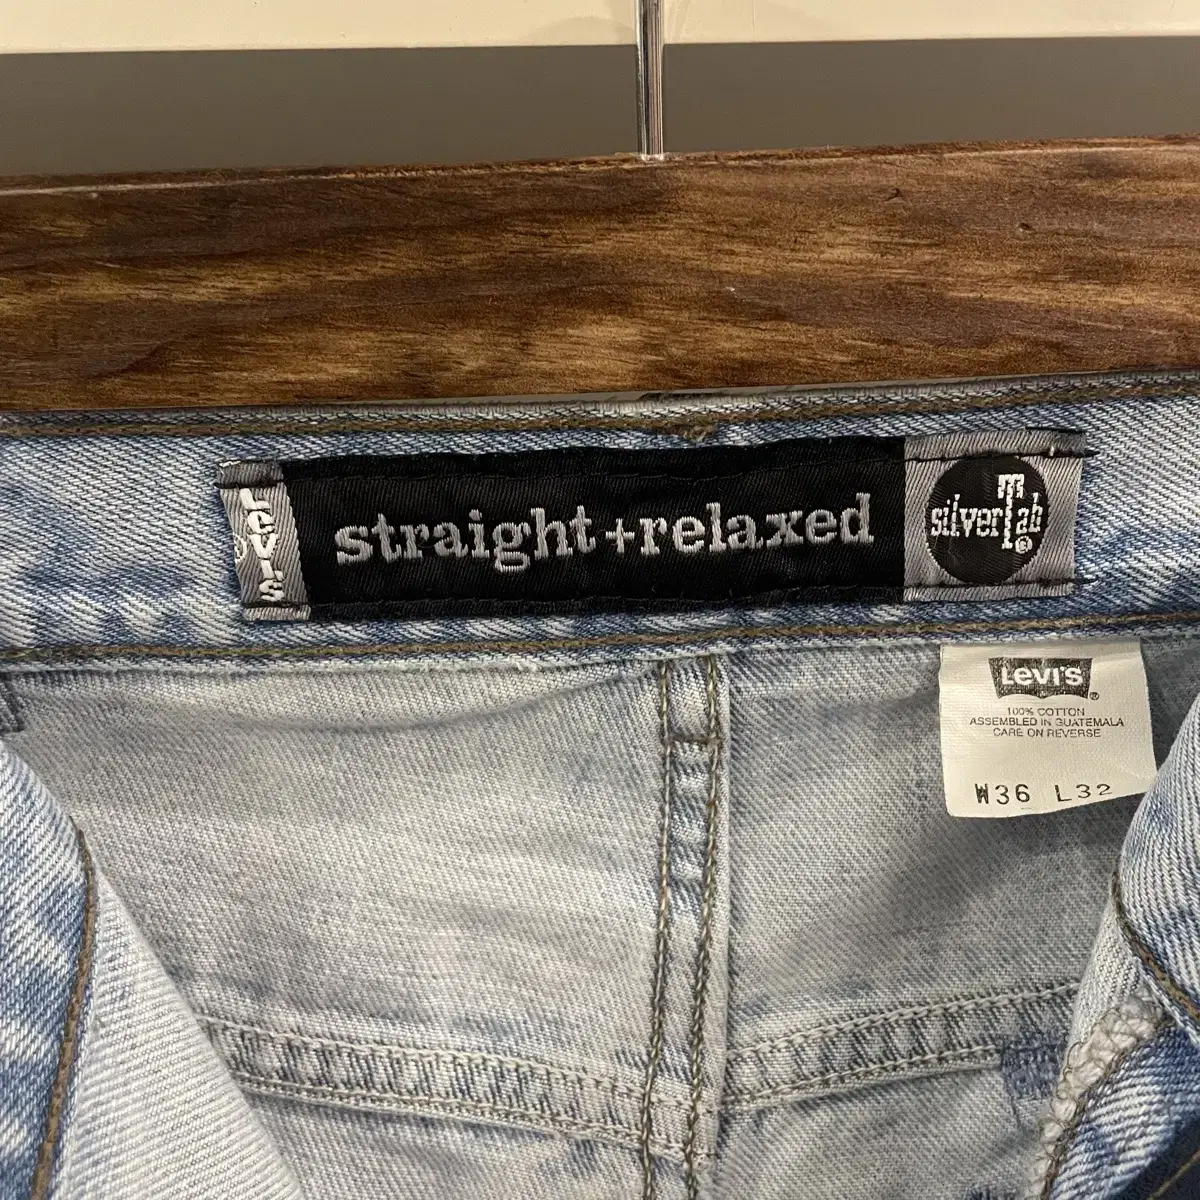 Levi's
straight+relaxed
silverTab®
Levi's®
100% COTTON
ASSEMBLED IN GUATEMALA
CARE ON REVERSE
W36 L32